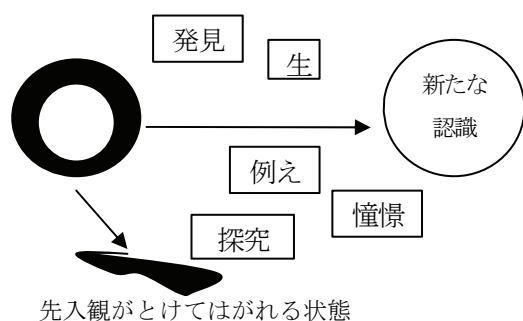 発見
生
新たな
認識
例え
憧憬
探究
先入観がとけてはがれる状態